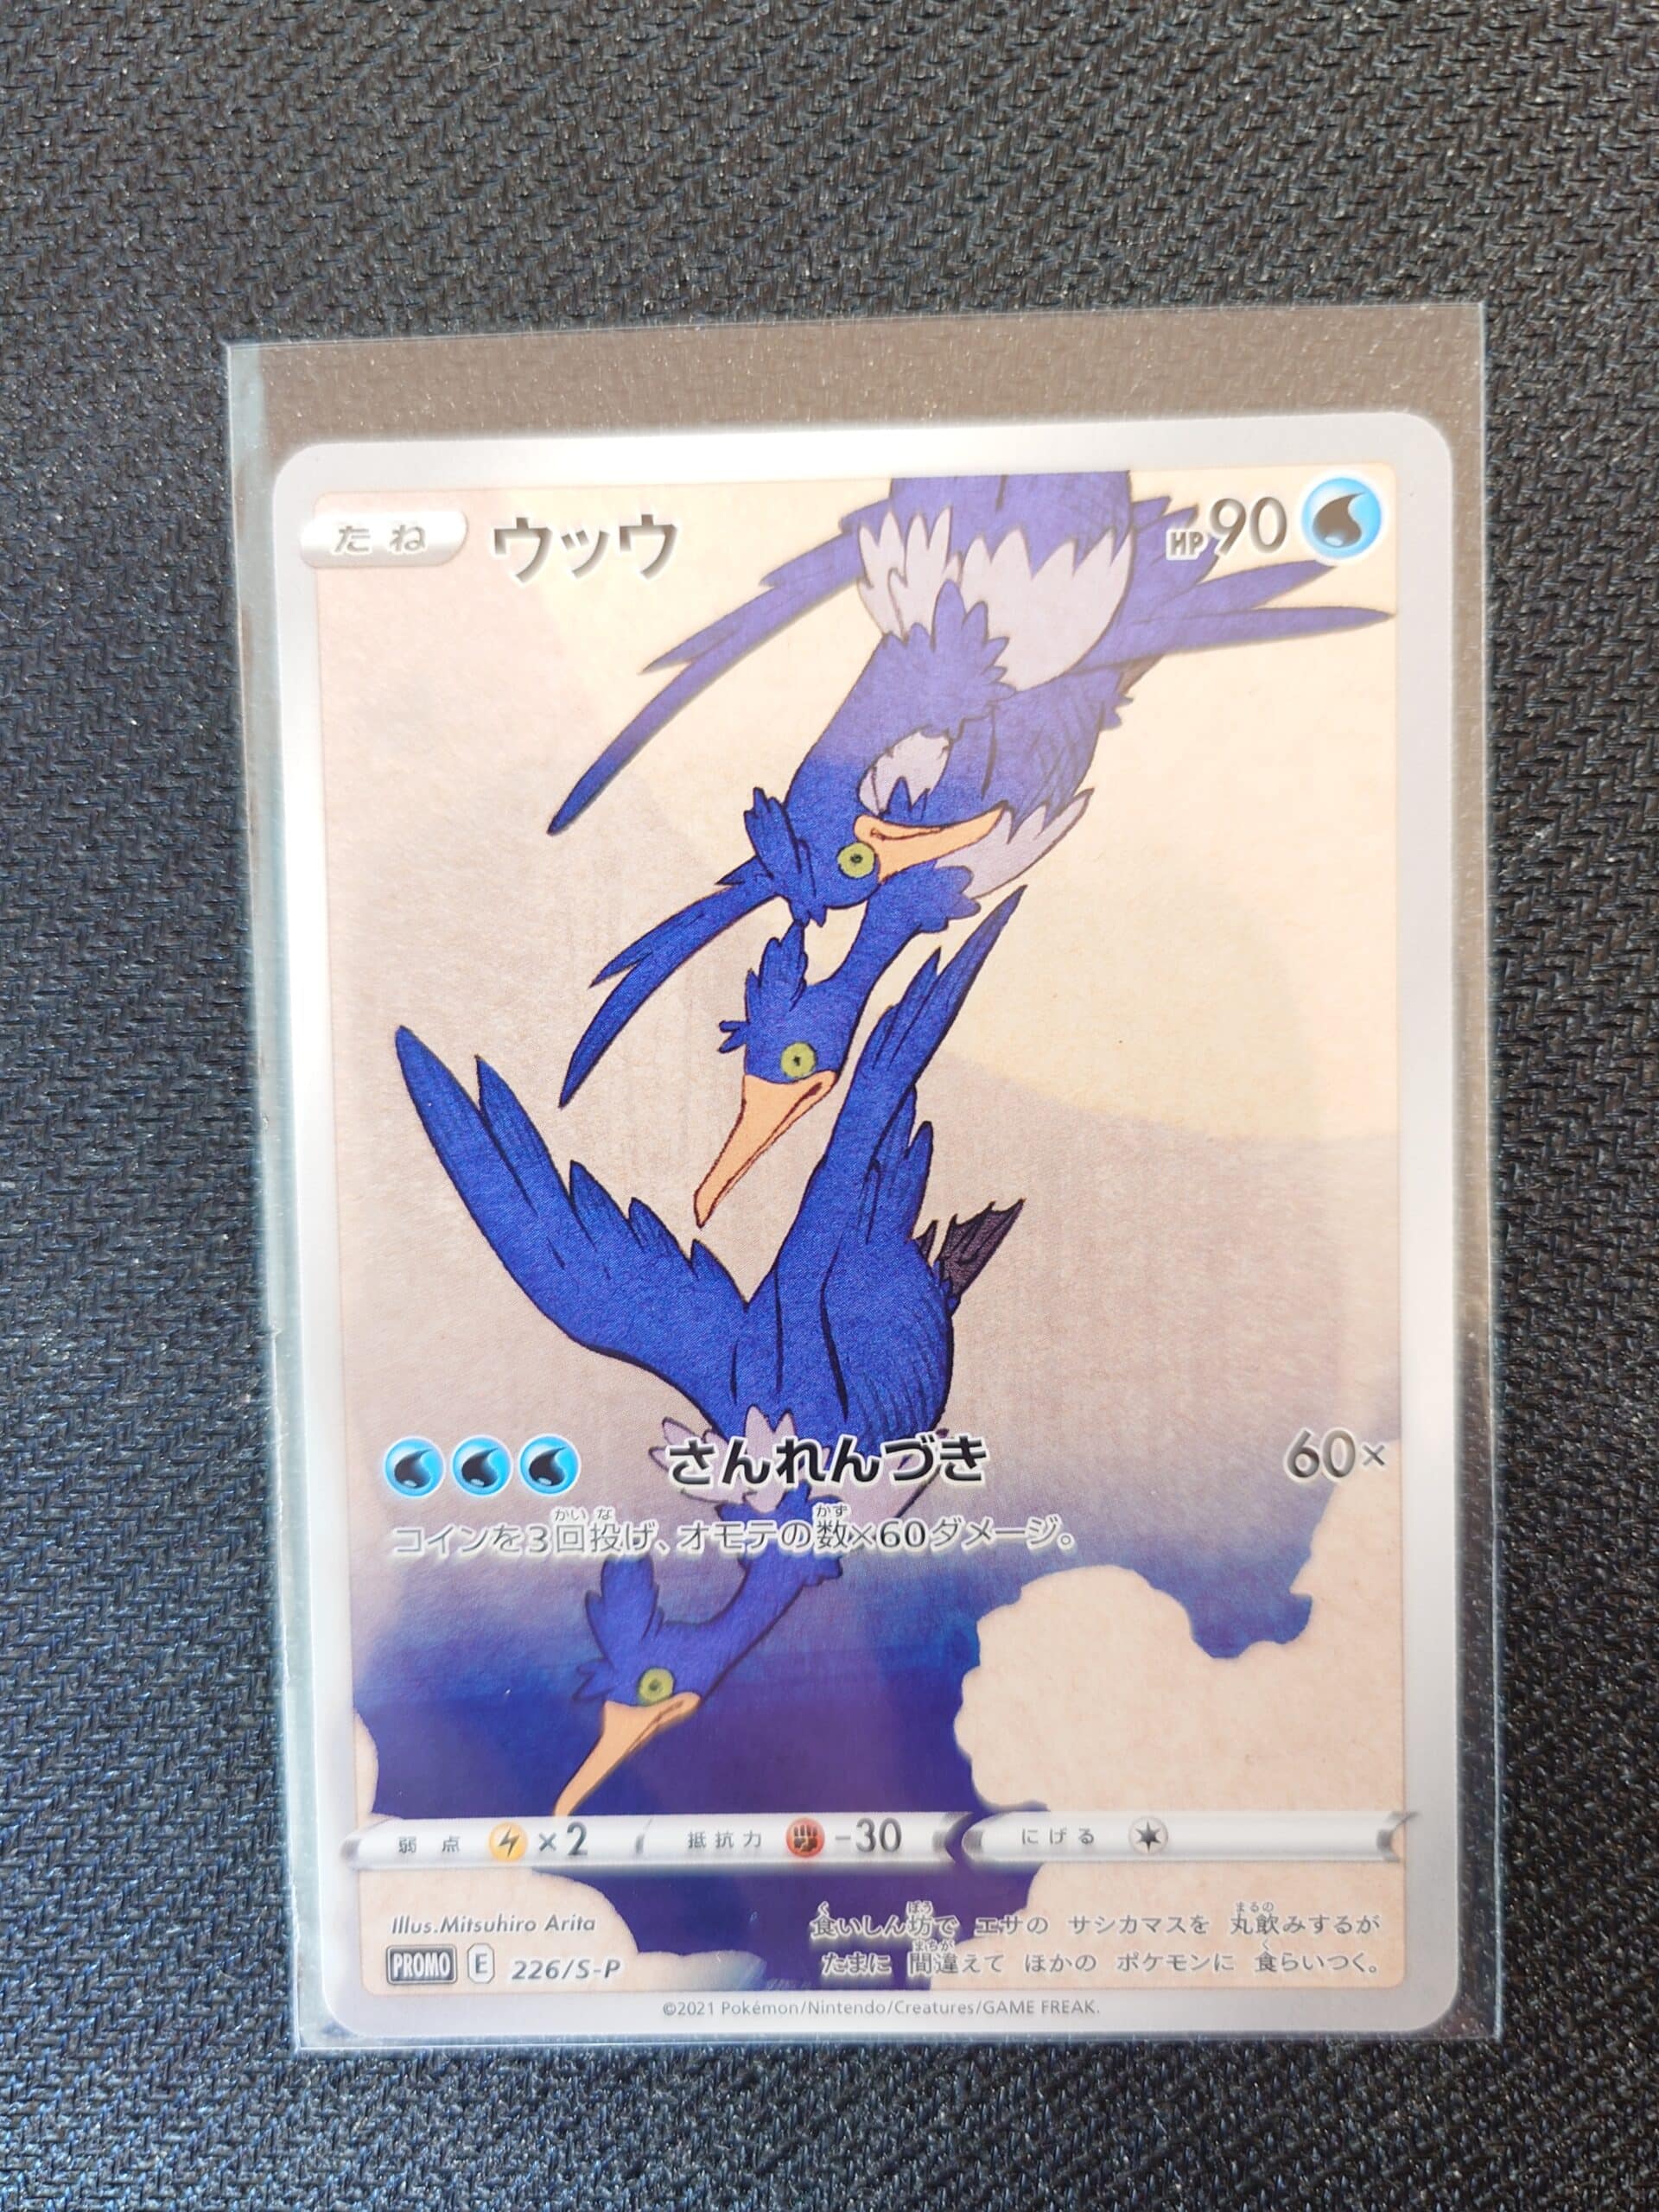 たね ウッウ HP90
さんれんづき 60×
コインを3回投げ、オモテの数×60ダメージ。
弱点 ×2 抵抗力 -30 にげる
Illus.Mitsuhiro Arita
PROMO E 226/S-P
食いしん坊で エサの サシカマスを 丸飲みするが
たまに 間違えて ほかの ポケモンに 食らいつく。
©2021 Pokémon/Nintendo/Creatures/GAME FREAK.